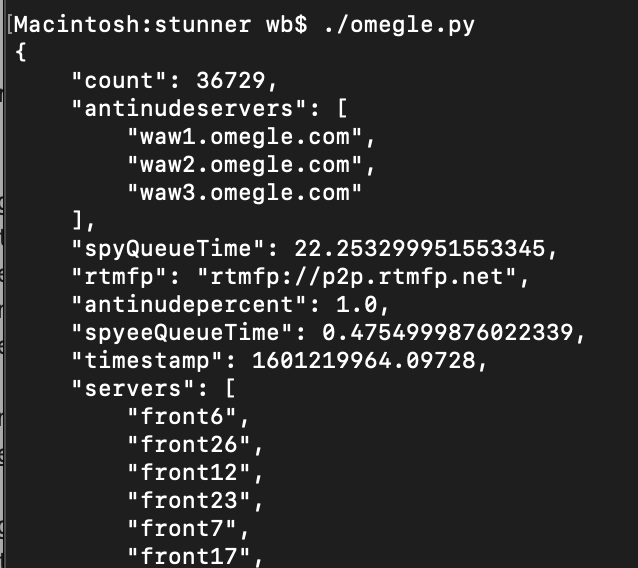 Macintosh:stunner wb$ ./omegle.py
{
    "count": 36729,
    "antinudeservers": [
        "waw1.omegle.com",
        "waw2.omegle.com",
        "waw3.omegle.com"
    ],
    "spyQueueTime": 22.253299951553345,
    "rtmfp": "rtmfp://p2p.rtmfp.net",
    "antinudepercent": 1.0,
    "spyeeQueueTime": 0.4754999876022339,
    "timestamp": 1601219964.09728,
    "servers": [
        "front6",
        "front26",
        "front12",
        "front23",
        "front7",
        "front17",